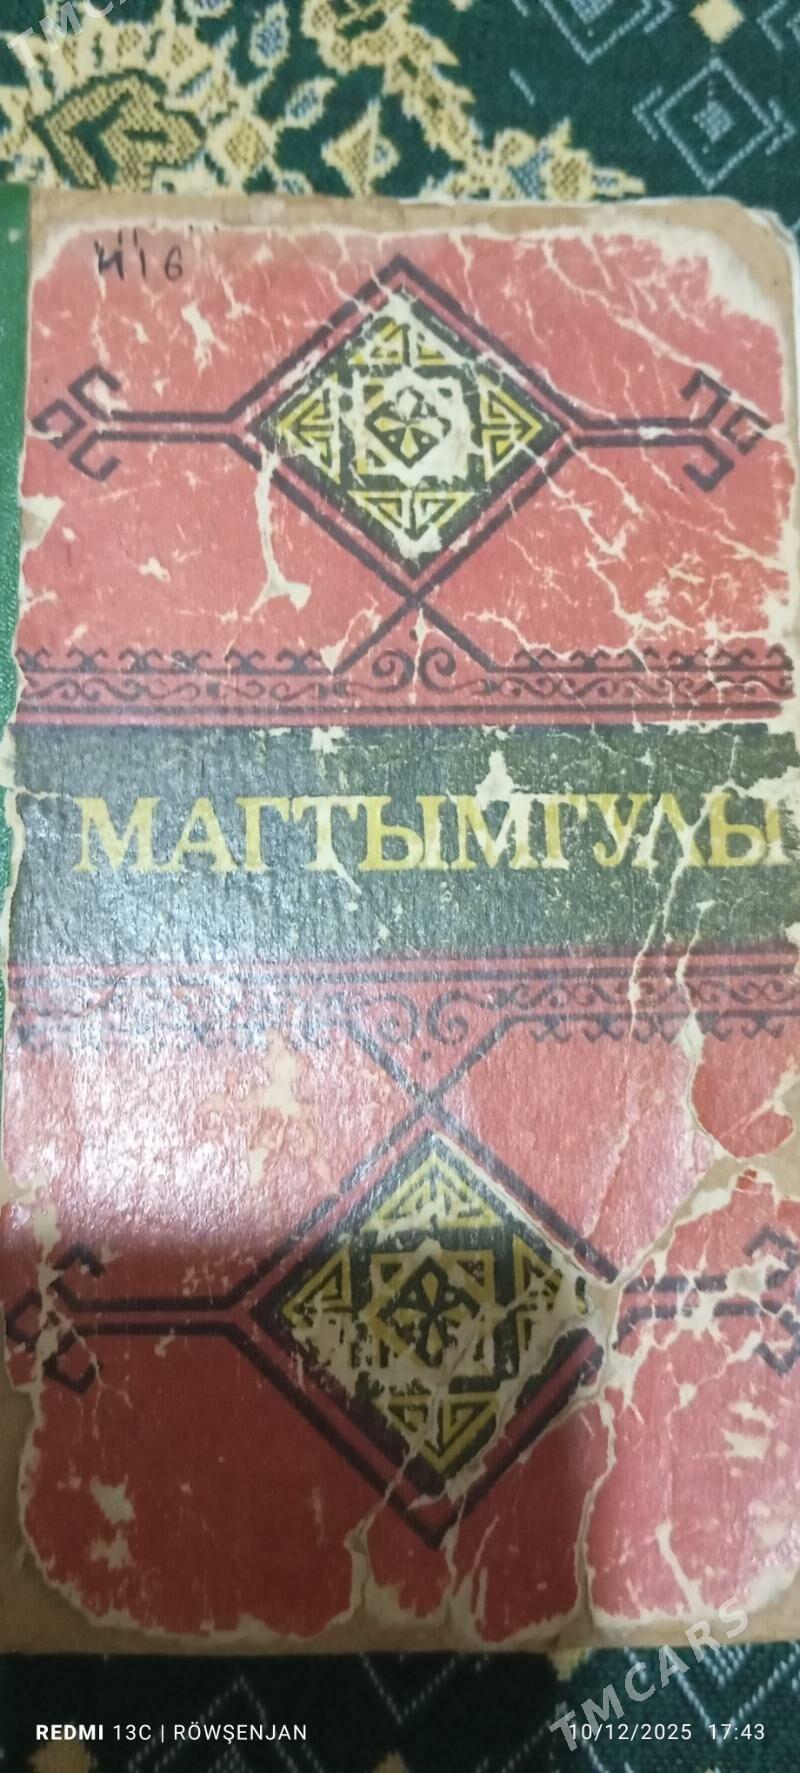 TMCARS
416
МАГТЫМГУЛЫ
TMCARS
REDMI 13C | RÖWŞENJAN
10/12/2025 17:43